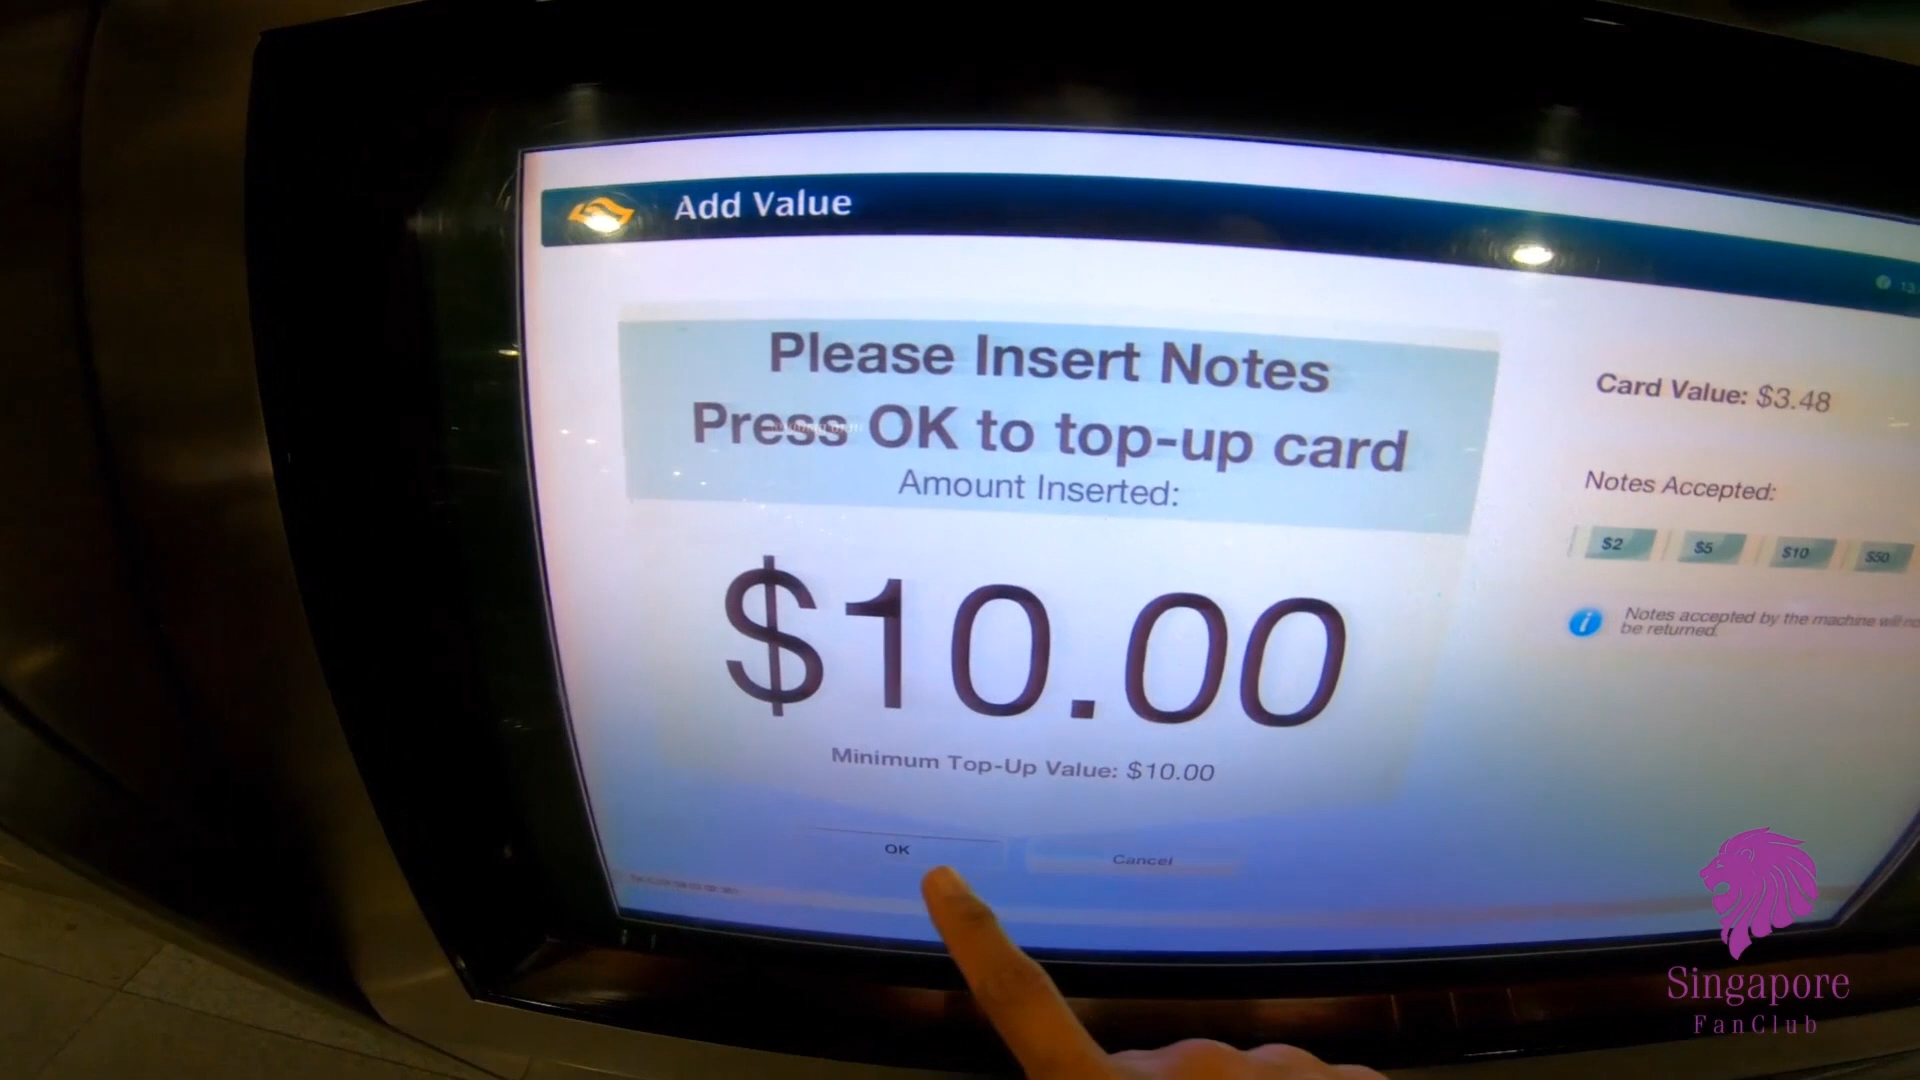 Add Value
Please Insert Notes
Press OK to top-up card
Amount Inserted:
$10.00
Minimum Top-Up Value: $10.00
OK
Cancel
Card Value: $3.48
Notes Accepted:
$2 $5 $10 $50
Notes accepted by the machine will
be returned.
Singapore
FanClub